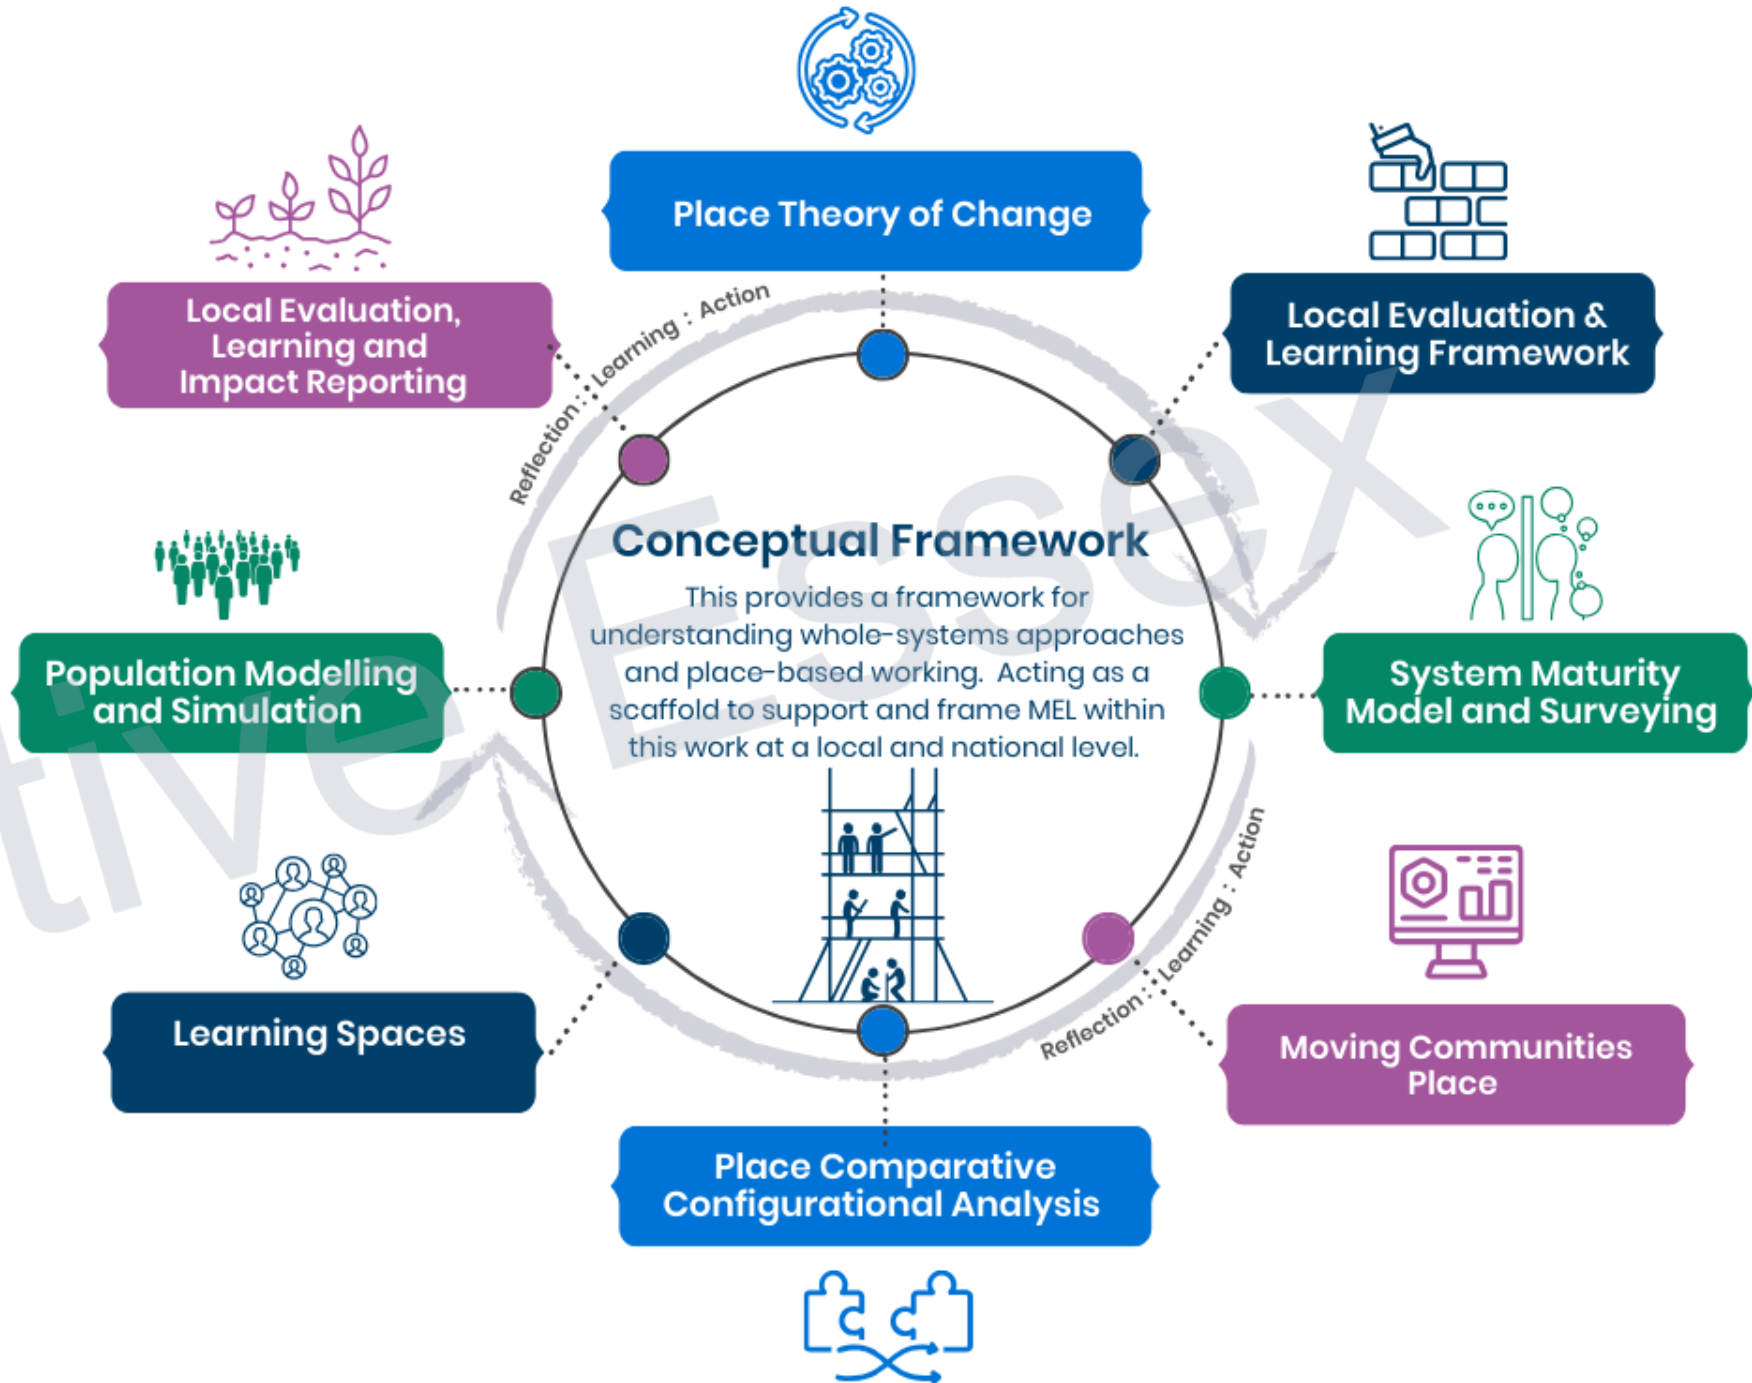 Place Theory of Change
Local Evaluation &
Learning Framework
System Maturity
Model and Surveying
Moving Communities
Place
Place Comparative
Configurational Analysis
Learning Spaces
Population Modelling
and Simulation
Local Evaluation,
Learning and
Impact Reporting
Reflection : Learning : Action
Conceptual Framework
This provides a framework for
understanding whole-systems approaches
and place-based working. Acting as a
scaffold to support and frame MEL within
this work at a local and national level.
Reflection : Learning : Action
tive Essex